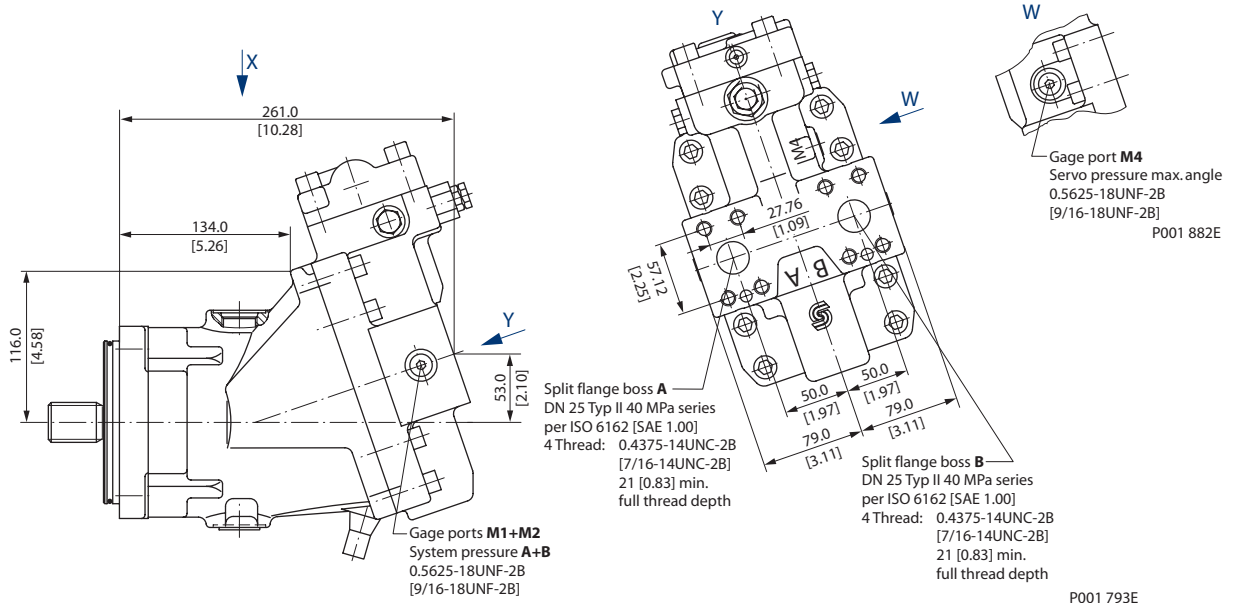 X
261.0
[10.28]
134.0
[5.26]
116.0
[4.58]
Y
53.0
[2.10]
Gage ports M1+M2
System pressure A+B
0.5625-18UNF-2B
[9/16-18UNF-2B]
Y
W
M4
27.76
[1.09]
57.12
[2.25]
B A
S
50.0
[1.97]
50.0
[1.97]
79.0
[3.11]
79.0
[3.11]
Split flange boss A
DN 25 Typ II 40 MPa series
per ISO 6162 [SAE 1.00]
4 Thread: 0.4375-14UNC-2B
[7/16-14UNC-2B]
21 [0.83] min.
full thread depth
Split flange boss B
DN 25 Typ II 40 MPa series
per ISO 6162 [SAE 1.00]
4 Thread: 0.4375-14UNC-2B
[7/16-14UNC-2B]
21 [0.83] min.
full thread depth
W
Gage port M4
Servo pressure max. angle
0.5625-18UNF-2B
[9/16-18UNF-2B]
P001 882E
P001 793E